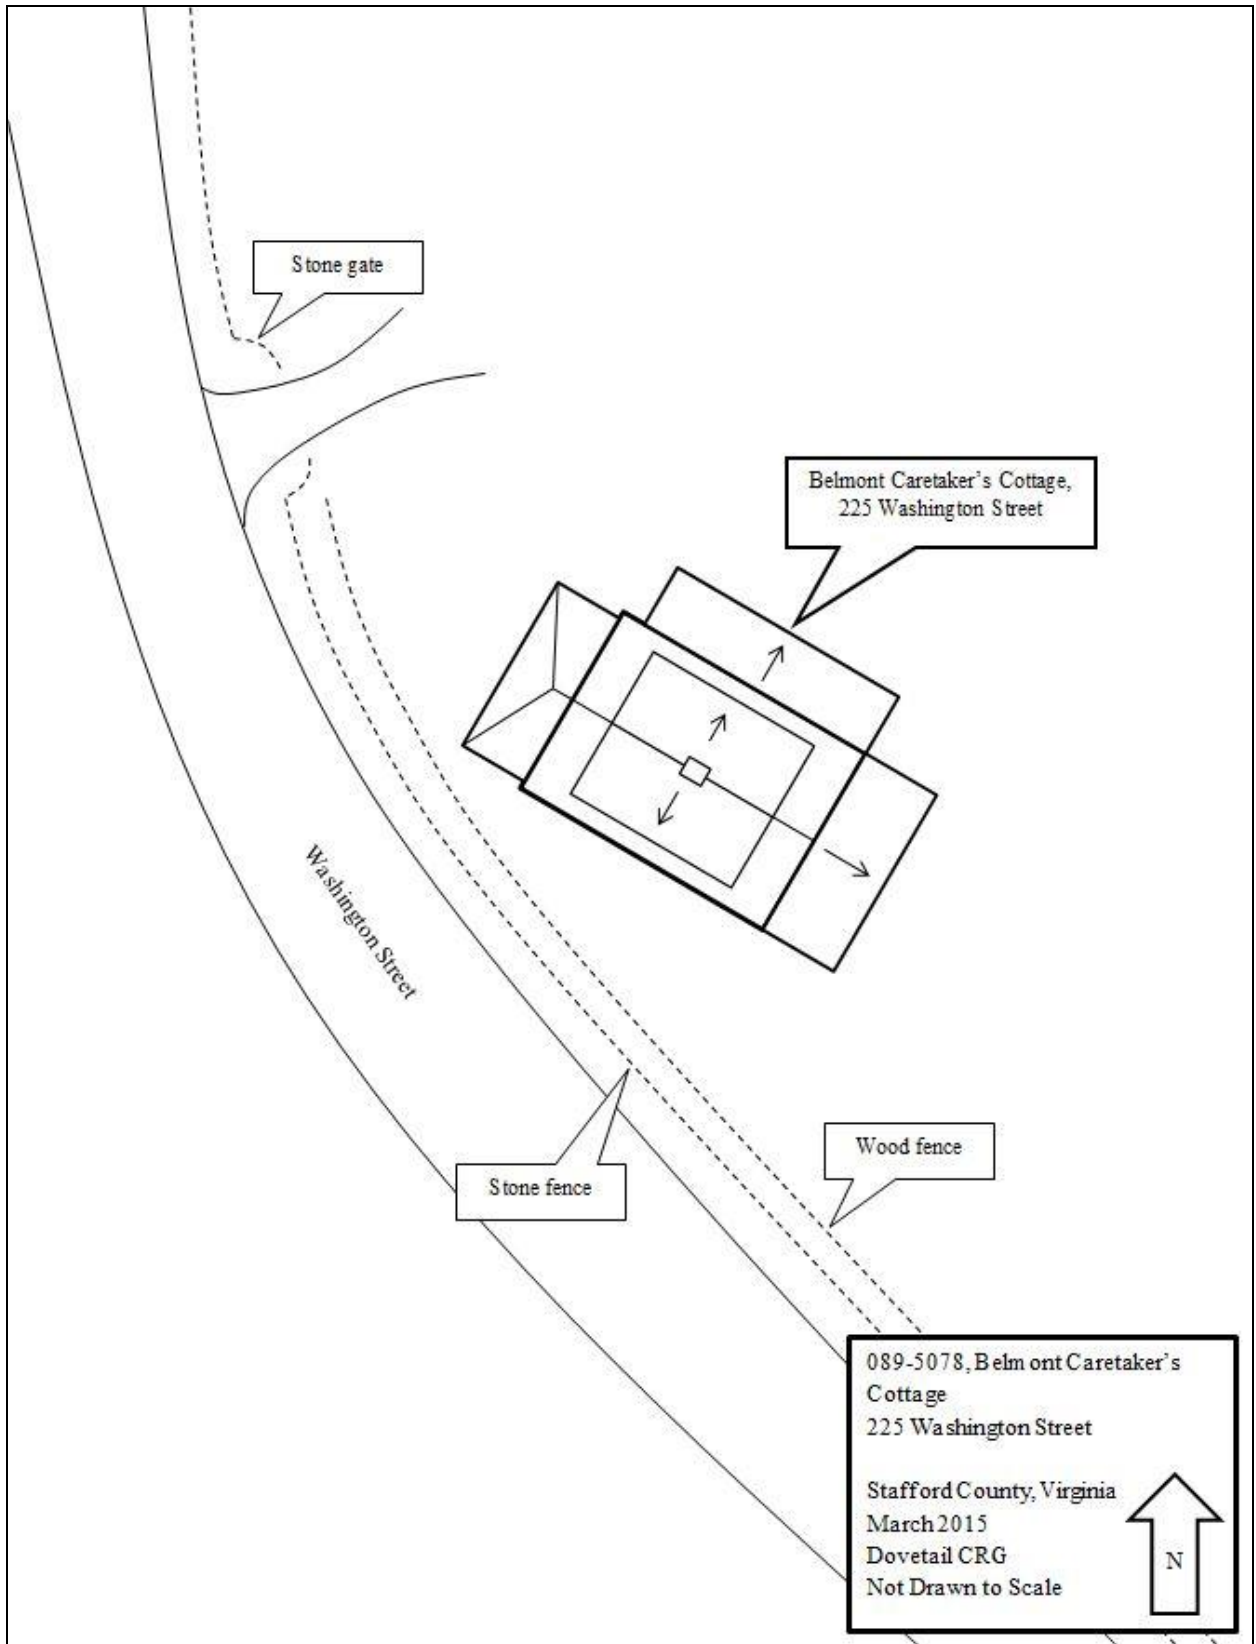 Stone gate
Belmont Caretaker’s Cottage,
225 Washington Street
Washington Street
Wood fence
Stone fence
089-5078, Belmont Caretaker’s
Cottage
225 Washington Street
Stafford County, Virginia
March 2015
Dovetail CRG
Not Drawn to Scale
N